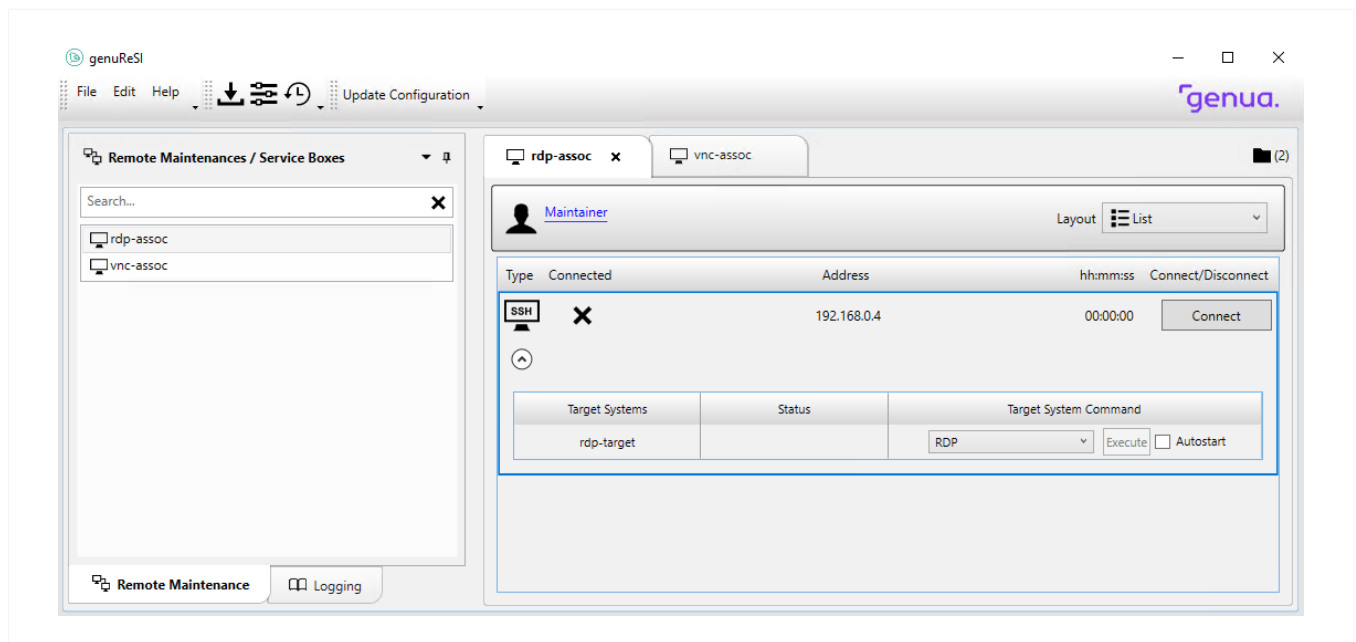 genuReSI
File Edit Help Update Configuration
genua.
Remote Maintenances / Service Boxes
Search...
rdp-assoc
vnc-assoc
Remote Maintenance Logging
rdp-assoc vnc-assoc (2)
Maintainer Layout List
Type Connected Address hh:mm:ss Connect/Disconnect
SSH 192.168.0.4 00:00:00 Connect
Target Systems Status Target System Command
rdp-target RDP Execute Autostart